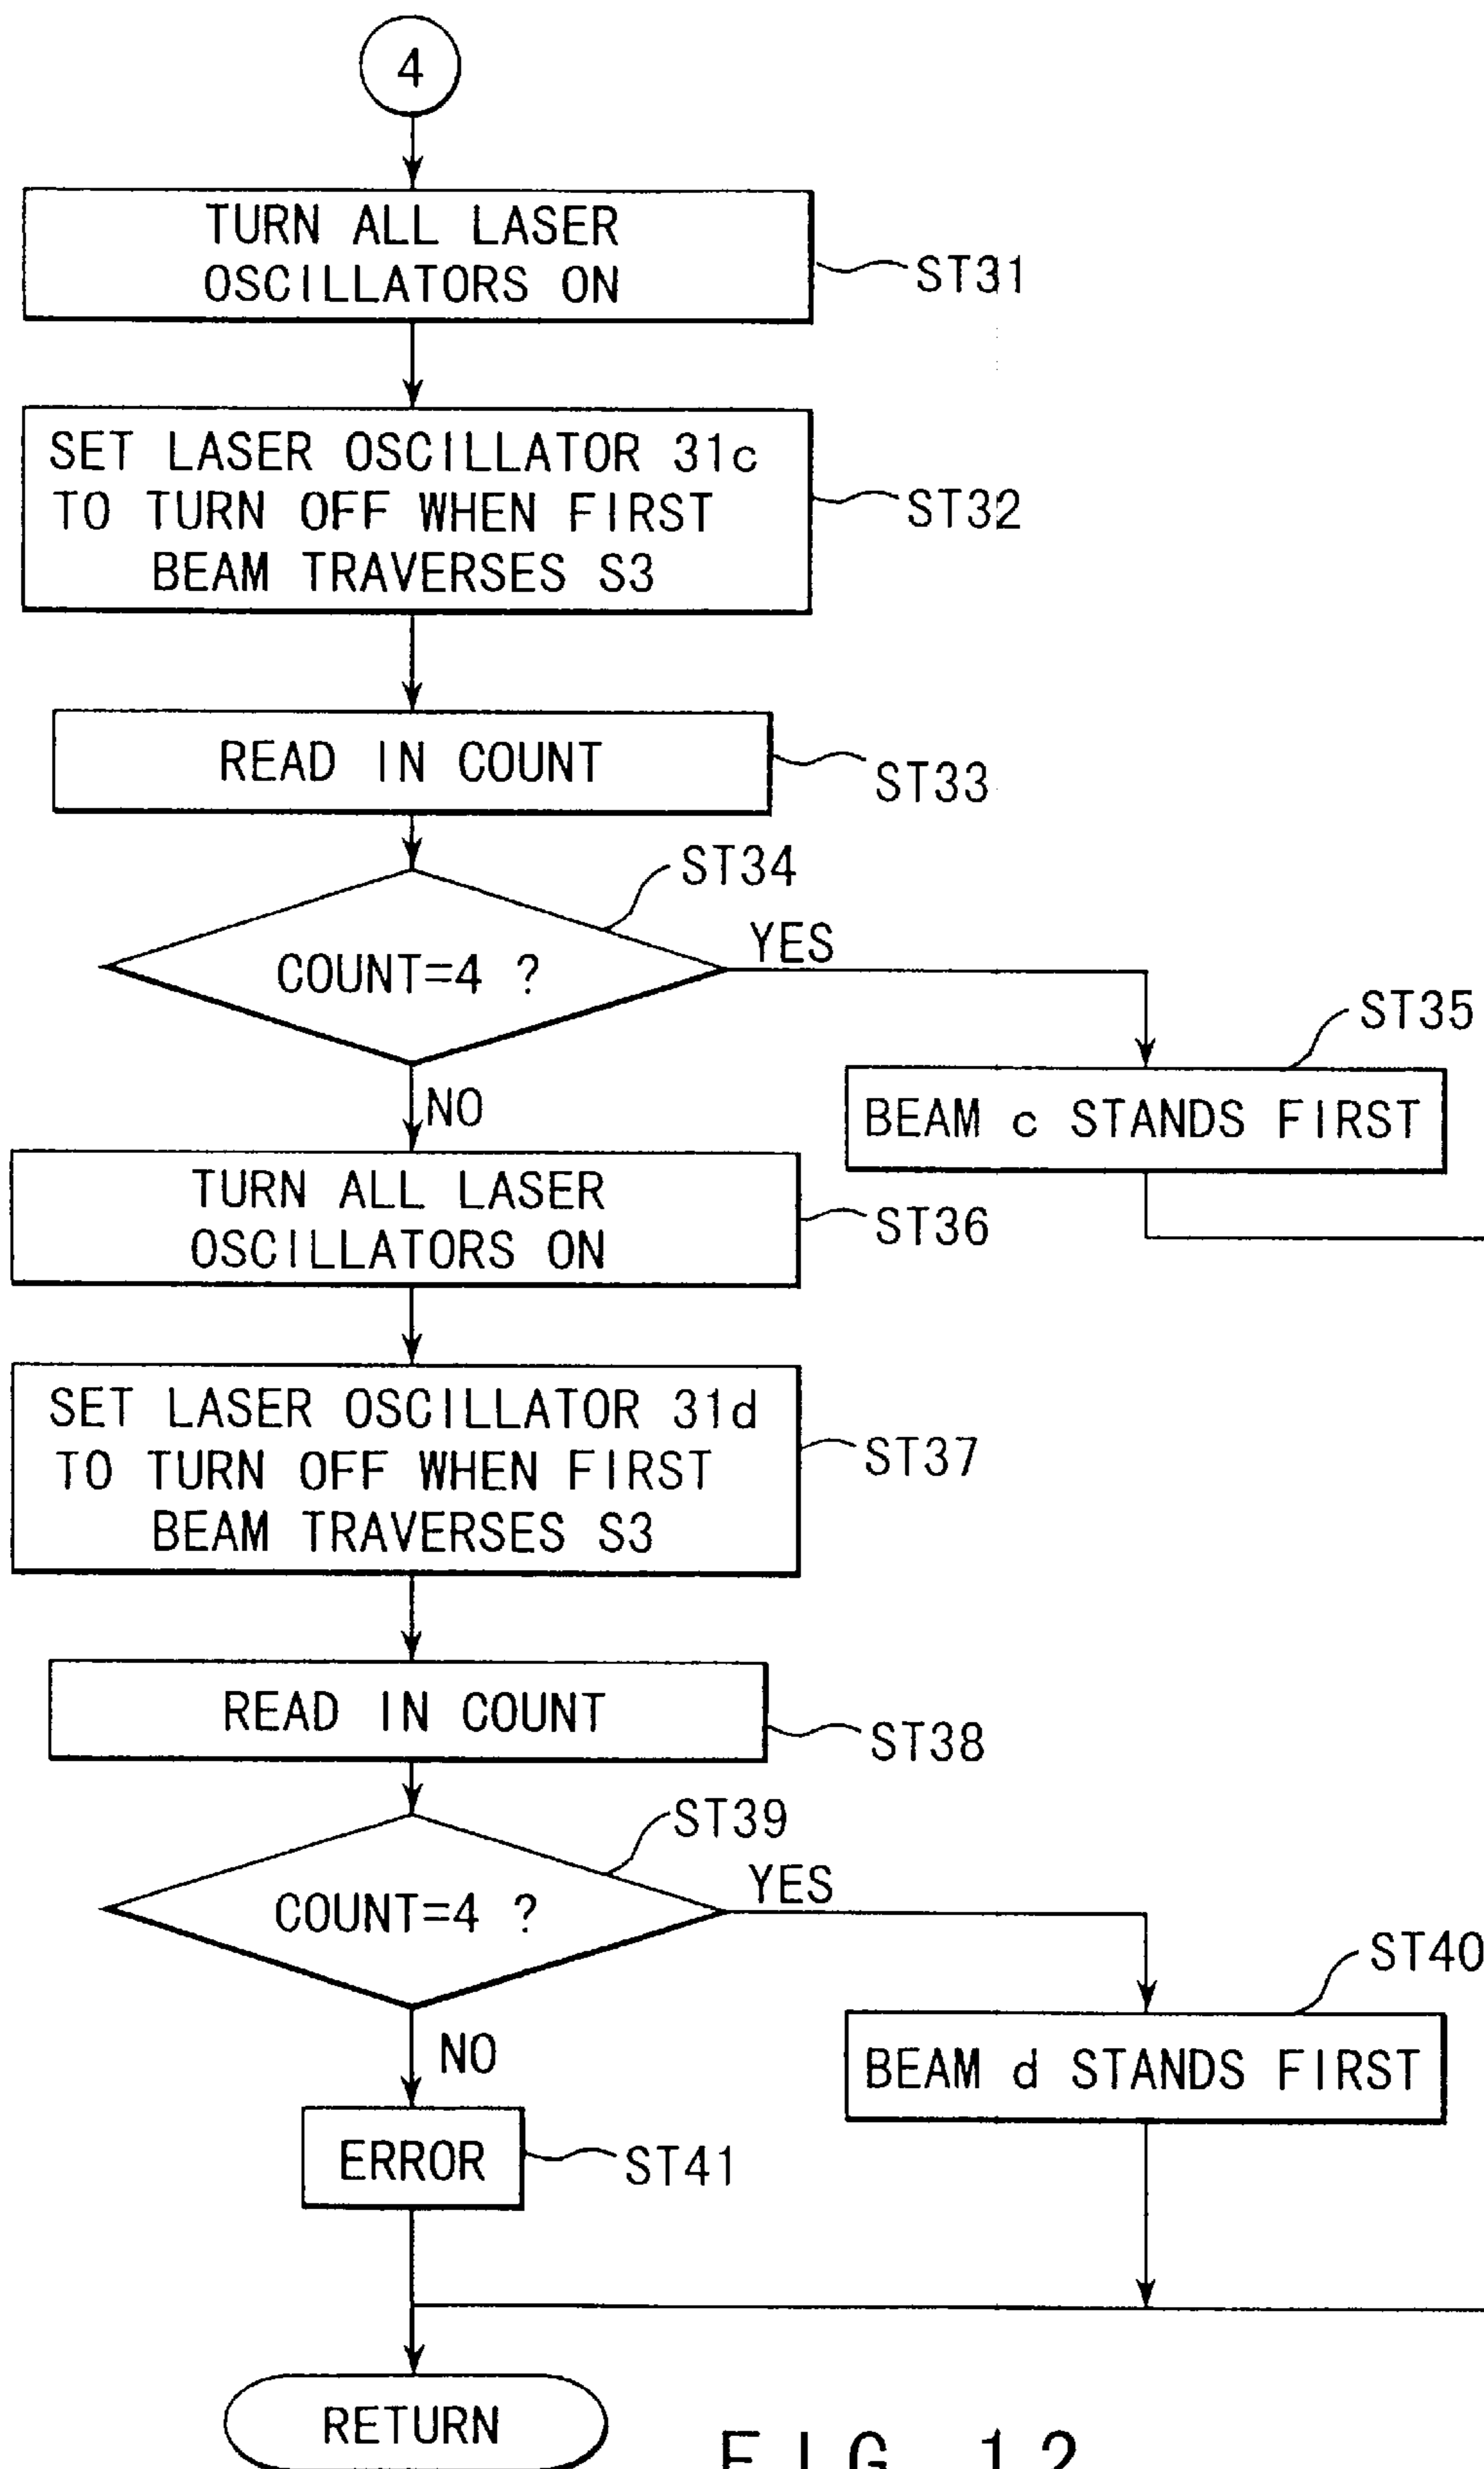 4
TURN ALL LASER
OSCILLATORS ON
ST31
SET LASER OSCILLATOR 31c
TO TURN OFF WHEN FIRST
BEAM TRAVERSES S3
ST32
READ IN COUNT
ST33
ST34
COUNT=4 ?
YES
NO
ST35
BEAM c STANDS FIRST
TURN ALL LASER
OSCILLATORS ON
ST36
SET LASER OSCILLATOR 31d
TO TURN OFF WHEN FIRST
BEAM TRAVERSES S3
ST37
READ IN COUNT
ST38
ST39
COUNT=4 ?
YES
NO
ST40
BEAM d STANDS FIRST
ERROR
ST41
RETURN
FIG. 12